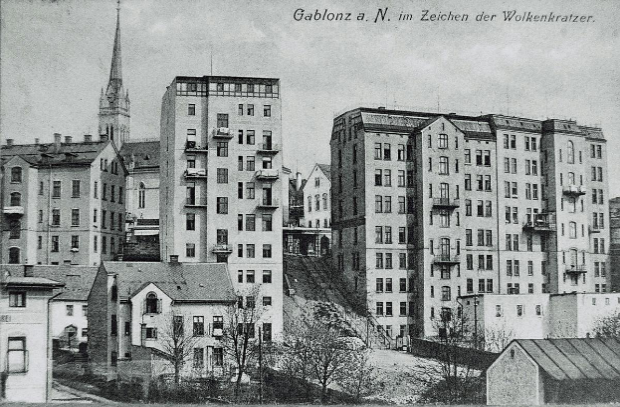 Gablonz a. N. im Zeichen der Wolkenkratzer.